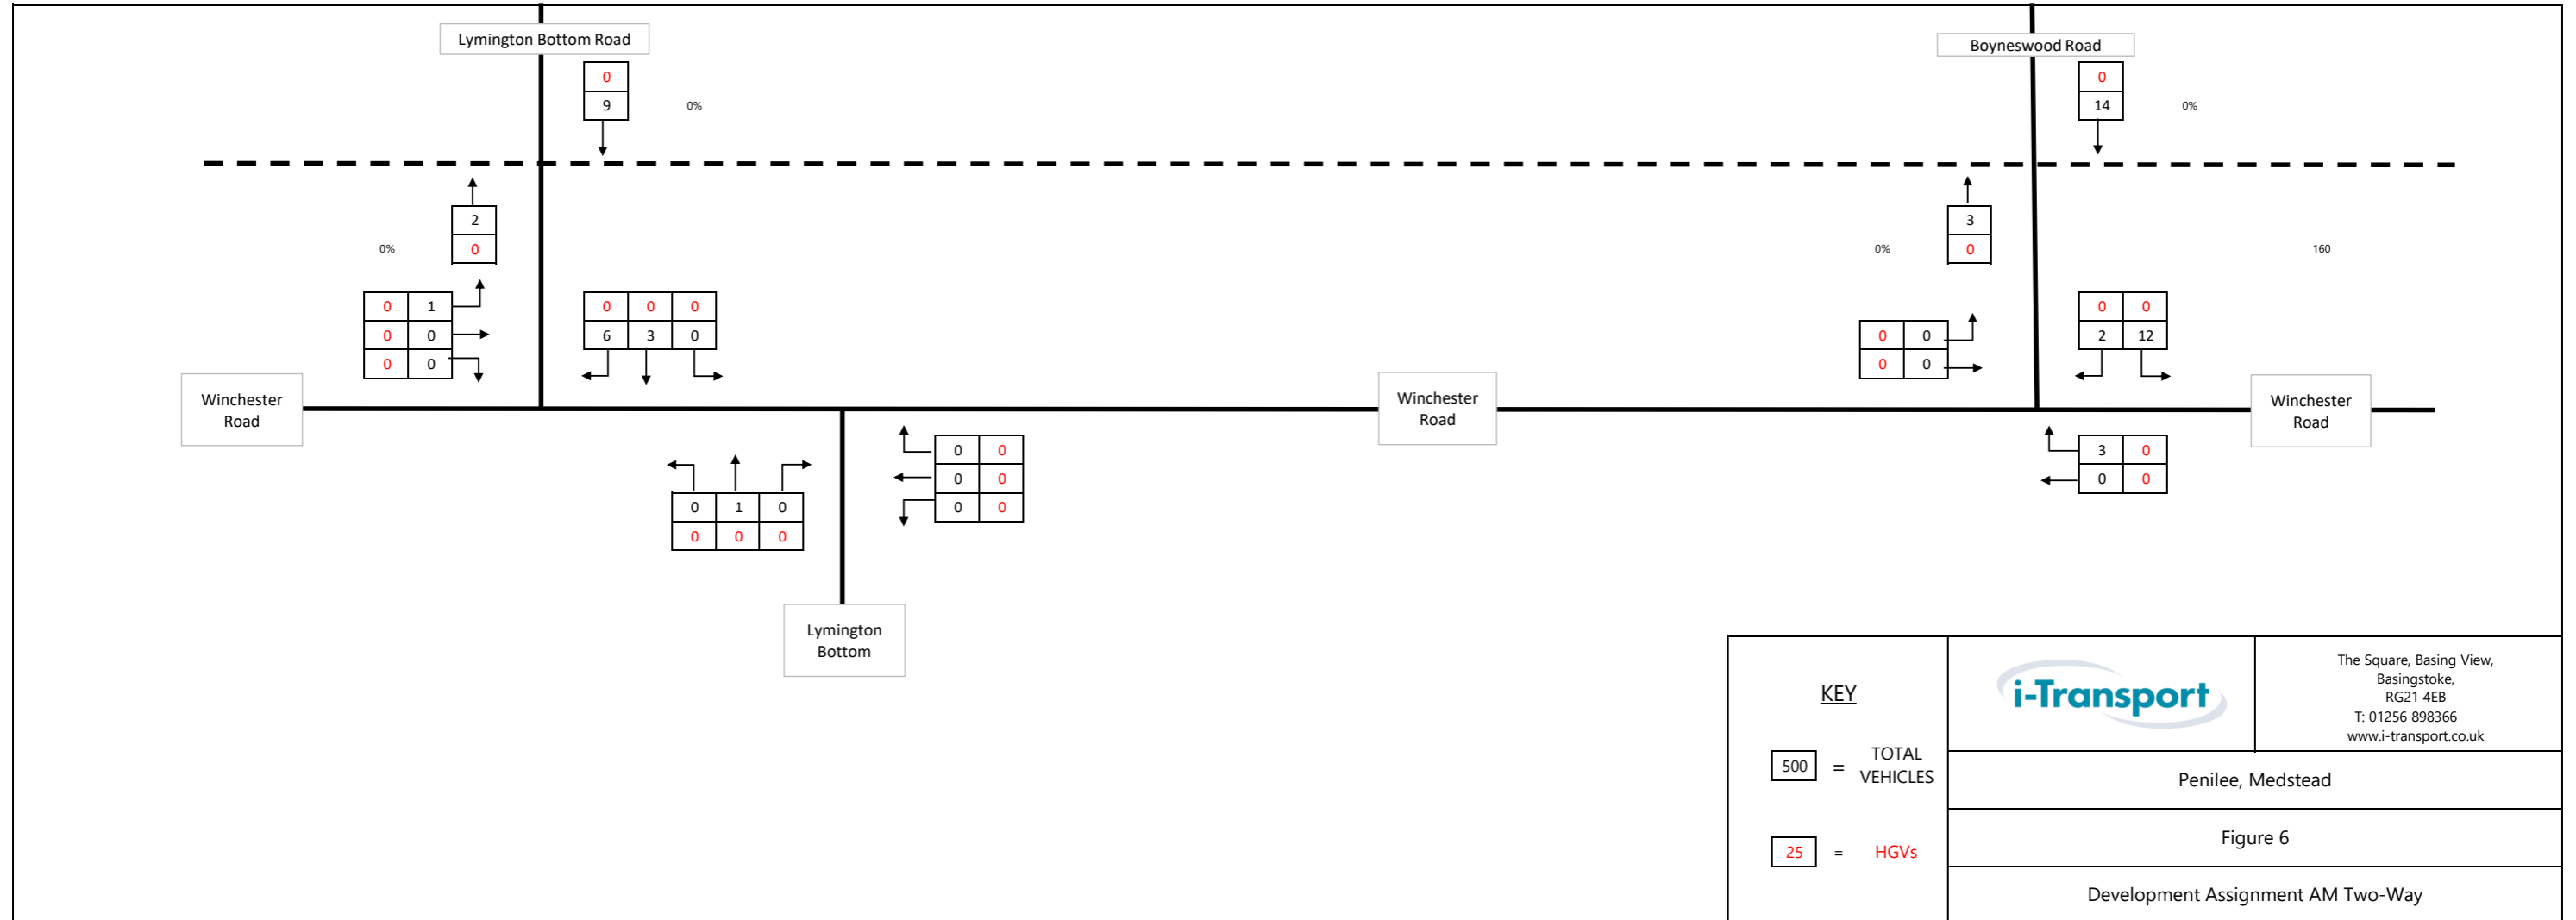 Lymington Bottom Road
Boyneswood Road
0
0
9
0%
14
0%
2
3
0%
0
0%
0
160
0 1
0 0 0
0 0
0 0
6 3 0
0 0
2 12
0 0
0 0
Winchester
Road
Winchester
Road
Winchester
Road
0 0
0 0
0 0
3 0
0 0
0 1 0
0 0 0
Lymington
Bottom
KEY
500 = TOTAL
VEHICLES
25 = HGVs
i-Transport
The Square, Basing View,
Basingstoke,
RG21 4EB
T: 01256 898366
www.i-transport.co.uk
Penilee, Medstead
Figure 6
Development Assignment AM Two-Way